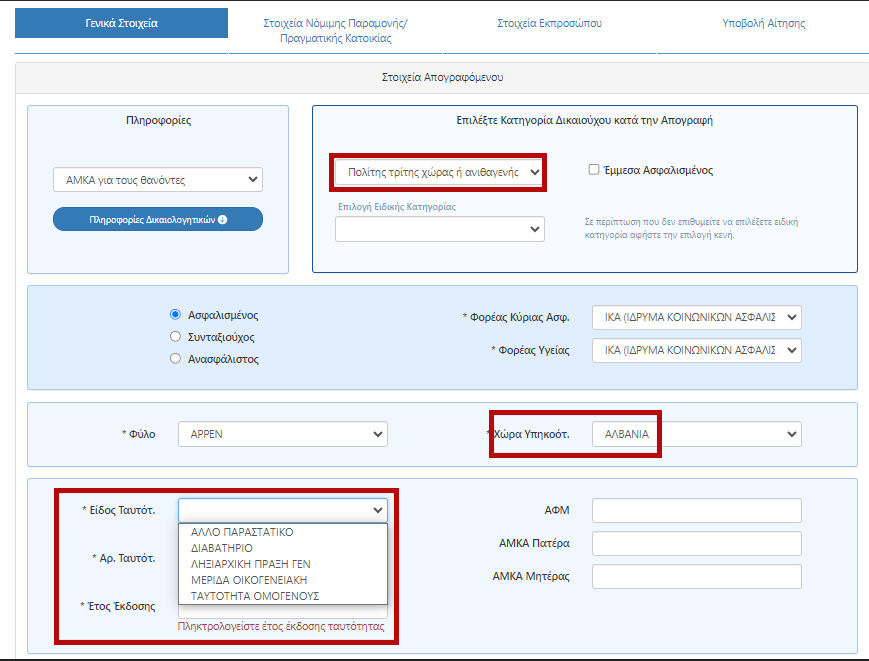 Γενικά Στοιχεία
Στοιχεία Νόμιμης Παραμονής/
Πραγματικής Κατοικίας
Στοιχεία Εκπροσώπου
Υποβολή Αίτησης
Στοιχεία Απογραφόμενου
Πληροφορίες
ΑΜΚΑ για τους θανόντες
Πληροφορίες Δικαιολογητικών
Επιλέξτε Κατηγορία Δικαιούχου κατά την Απογραφή
Πολίτης τρίτης χώρας ή ανιθαγενής
Έμμεσα Ασφαλισμένος
Επιλογή Ειδικής Κατηγορίας
Σε περίπτωση που δεν επιθυμείτε να επιλέξετε ειδική
κατηγορία αφήστε την επιλογή κενή.
Ασφαλισμένος
Συνταξιούχος
Ανασφάλιστος
* Φορέας Κύριας Ασφ.
ΙΚΑ (ΙΔΡΥΜΑ ΚΟΙΝΩΝΙΚΩΝ ΑΣΦΑΛΙΣ
* Φορέας Υγείας
ΙΚΑ (ΙΔΡΥΜΑ ΚΟΙΝΩΝΙΚΩΝ ΑΣΦΑΛΙΣ
* Φύλο
ΑΡΡΕΝ
* Χώρα Υπηκοότ.
ΑΛΒΑΝΙΑ
* Είδος Ταυτότ.
ΑΛΛΟ ΠΑΡΑΣΤΑΤΙΚΟ
ΔΙΑΒΑΤΗΡΙΟ
ΛΗΞΙΑΡΧΙΚΗ ΠΡΑΞΗ ΓΕΝ
ΜΕΡΙΔΑ ΟΙΚΟΓΕΝΕΙΑΚΗ
ΤΑΥΤΟΤΗΤΑ ΟΜΟΓΕΝΟΥΣ
* Αρ. Ταυτότ.
* Έτος Έκδοσης
Πληκτρολογείστε έτος έκδοσης ταυτότητας
ΑΦΜ
ΑΜΚΑ Πατέρα
ΑΜΚΑ Μητέρας